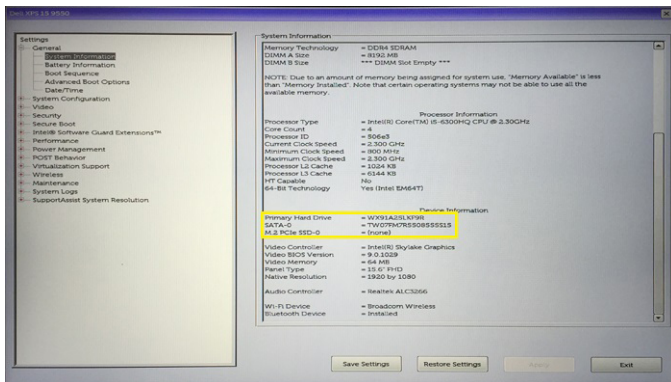 Dell XPS 15 9550
Settings
General
System Information
Battery Information
Boot Sequence
Advanced Boot Options
Date/Time
System Configuration
Video
Security
Secure Boot
Intel® Software Guard Extensions™
Performance
Power Management
POST Behavior
Virtualization Support
Wireless
Maintenance
System Logs
SupportAssist System Resolution
System Information
Memory Technology = DDR4 SDRAM
DIMM A Size = 8192 MB
DIMM B Size *** DIMM Slot Empty ***
NOTE: Due to an amount of memory being assigned for system use, "Memory Available" is less
than "Memory Installed". Note that certain operating systems may not be able to use all the
available memory.
Processor Information
Processor Type = Intel(R) Core(TM) i5-6300HQ CPU @ 2.30GHz
Core Count = 4
Processor ID = 506e3
Current Clock Speed = 2.300 GHz
Minimum Clock Speed = 800 MHz
Maximum Clock Speed = 2.300 GHz
Processor L2 Cache = 1024 KB
Processor L3 Cache = 6144 KB
HT Capable No
64-Bit Technology Yes (Intel EM64T)
Device Information
Primary Hard Drive =
SATA-0 =
M.2 PCIe SSD-0 = {none}
Video Controller = Intel(R) Skylake Graphics
Video BIOS Version = 9.0.1029
Video Memory = 64 MB
Panel Type = 15.6" FHD
Native Resolution = 1920 by 1080
Audio Controller = Realtek ALC3266
Wi-Fi Device = Broadcom Wireless
Bluetooth Device = Installed
Save Settings
Restore Settings
Apply
Exit